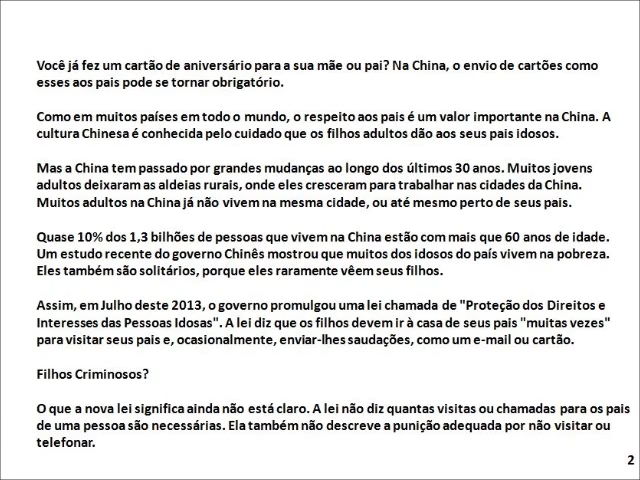 Você já fez um cartão de aniversário para a sua mãe ou pai? Na China, o envio de cartões como
esses aos pais pode se tornar obrigatório.
Como em muitos países em todo o mundo, o respeito aos pais é um valor importante na China. A
cultura Chinesa é conhecida pelo cuidado que os filhos adultos dão aos seus pais idosos.
Mas a China tem passado por grandes mudanças ao longo dos últimos 30 anos. Muitos jovens
adultos deixaram as aldeias rurais, onde eles cresceram para trabalhar nas cidades da China.
Muitos adultos na China já não vivem na mesma cidade, ou até mesmo perto de seus pais.
Quase 10% dos 1,3 bilhões de pessoas que vivem na China estão com mais que 60 anos de idade.
Um estudo recente do governo Chinês mostrou que muitos dos idosos do país vivem na pobreza.
Eles também são solitários, porque eles raramente vêem seus filhos.
Assim, em Julho deste 2013, o governo promulgou uma lei chamada de "Proteção dos Direitos e
Interesses das Pessoas Idosas". A lei diz que os filhos devem ir à casa de seus pais "muitas vezes"
para visitar seus pais e, ocasionalmente, enviar-lhes saudações, como um e-mail ou cartão.
Filhos Criminosos?
O que a nova lei significa ainda não está claro. A lei não diz quantas visitas ou chamadas para os pais
de uma pessoa são necessárias. Ela também não descreve a punição adequada por não visitar ou
telefonar.
2